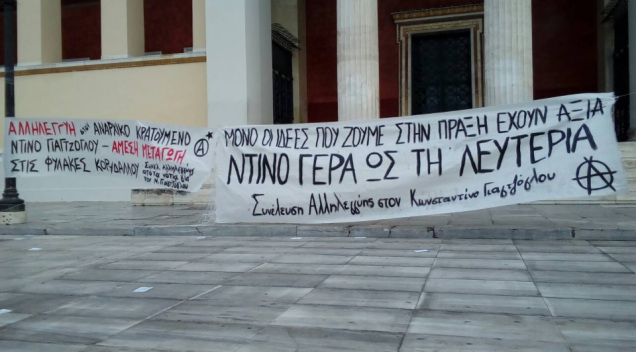 ΑΛΛΗΛΕΓΓΥΗ στον ΑΝΑΡΧΙΚΟ ΚΡΑΤΟΥΜΕΝΟ
ΝΤΙΝΟ ΓΙΑΓΤΖΟΓΛΟΥ - ΑΜΕΣΗ ΜΕΤΑΓΩΓΗ
ΣΤΙΣ ΦΥΛΑΚΕΣ ΚΟΡΥΔΑΛΛΟΥ
ΜΟΝΟ ΟΙ ΙΔΕΕΣ ΠΟΥ ΖΟΥΜΕ ΣΤΗΝ ΠΡΑΞΗ ΕΧΟΥΝ ΑΞΙΑ
ΝΤΙΝΟ ΓΕΡΑ ΩΣ ΤΗ ΛΕΥΤΕΡΙΑ
Συνέλευση Αλληλεγγύης στον Κωνσταντίνο Γιαγτζόγλου